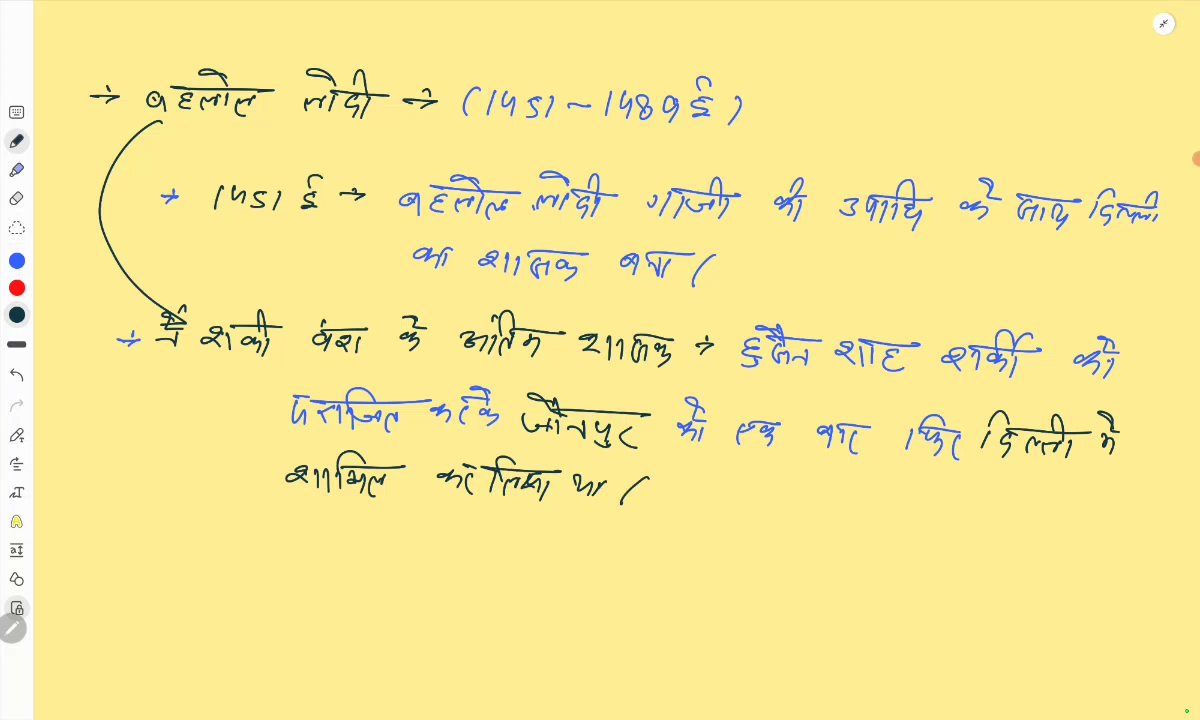 → बहलोल लोदी → (1451 ~ 1489 ई)
→ 1451 ई → बहलोल लोदी गाजी की उपाधि के साथ दिल्ली
का शासक बना।
→ ने शर्की वंश के अंतिम शासक → हुसैन शाह शर्की को
पराजित करके जौनपुर को एक बार फिर दिल्ली में
शामिल कर लिया था।